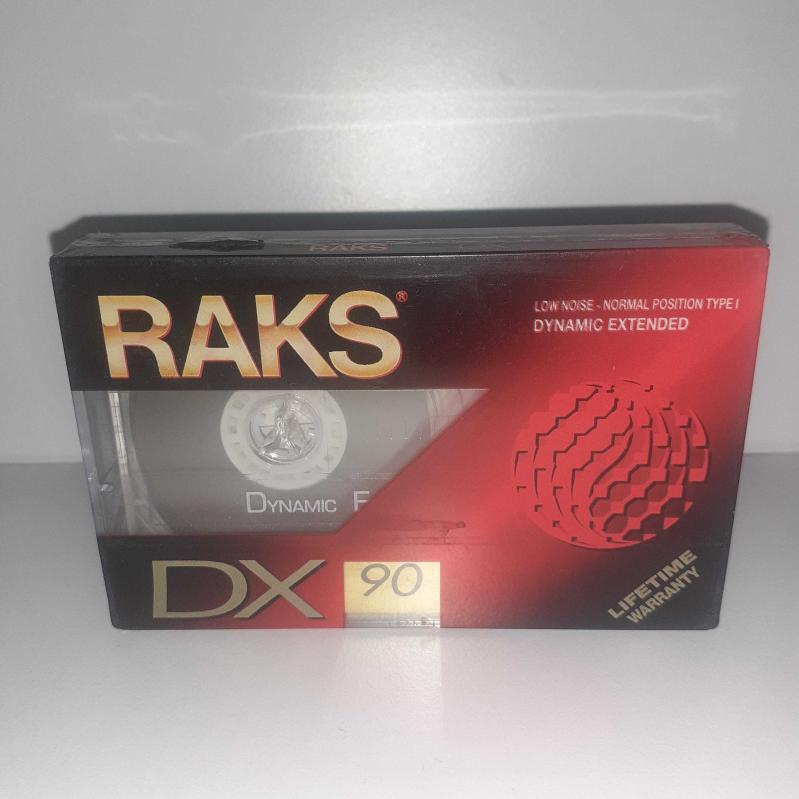 RAKS
RAKS®
LOW NOISE - NORMAL POSITION TYPE I
DYNAMIC EXTENDED
DYNAMIC E
DX
90
LIFETIME
WARRANTY